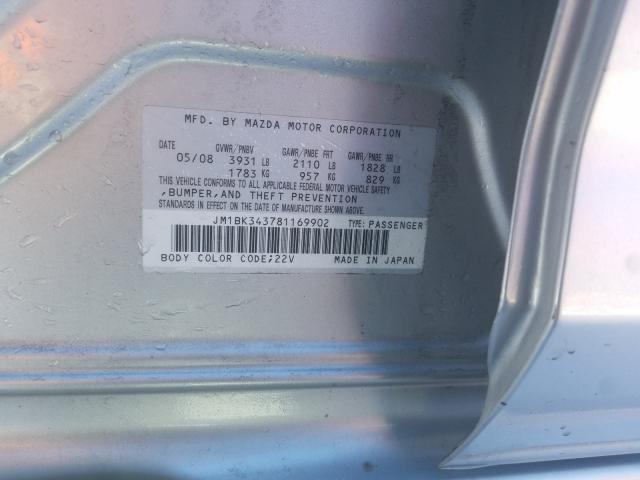 MFD. BY MAZDA MOTOR CORPORATION
DATE GVWR/PNBV GAWR/PNBE FRT GAWR/PNBE RR
05/08 3931 LB 2110 LB 1828 LB
1783 KG 957 KG 829 KG
THIS VEHICLE CONFORMS TO ALL APPLICABLE FEDERAL MOTOR VEHICLE SAFETY
,BUMPER,AND THEFT PREVENTION
STANDARDS IN EFFECT ON THE DATE OF MANUFACTURE SHOWN ABOVE.
JM1BK343781169902 TYPE: PASSENGER
BODY COLOR CODE;22V MADE IN JAPAN